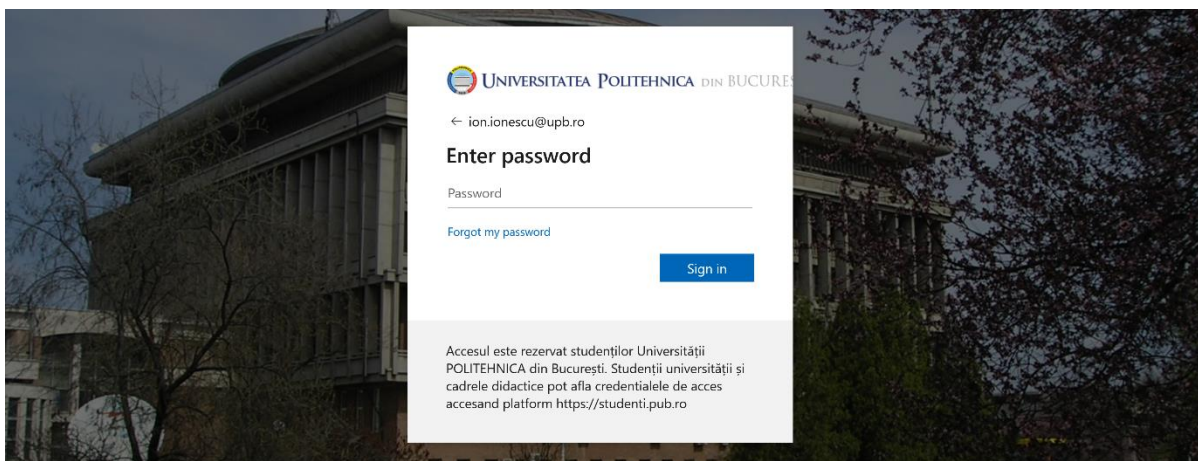 UNIVERSITATEA POLITEHNICA DIN BUCUREȘ
← ion.ionescu@upb.ro
Enter password
Password
Forgot my password
Sign in
Accesul este rezervat studenților Universității
POLITEHNICA din București. Studenții universității și
cadrele didactice pot afla credentialele de acces
accesand platform https://studenti.pub.ro